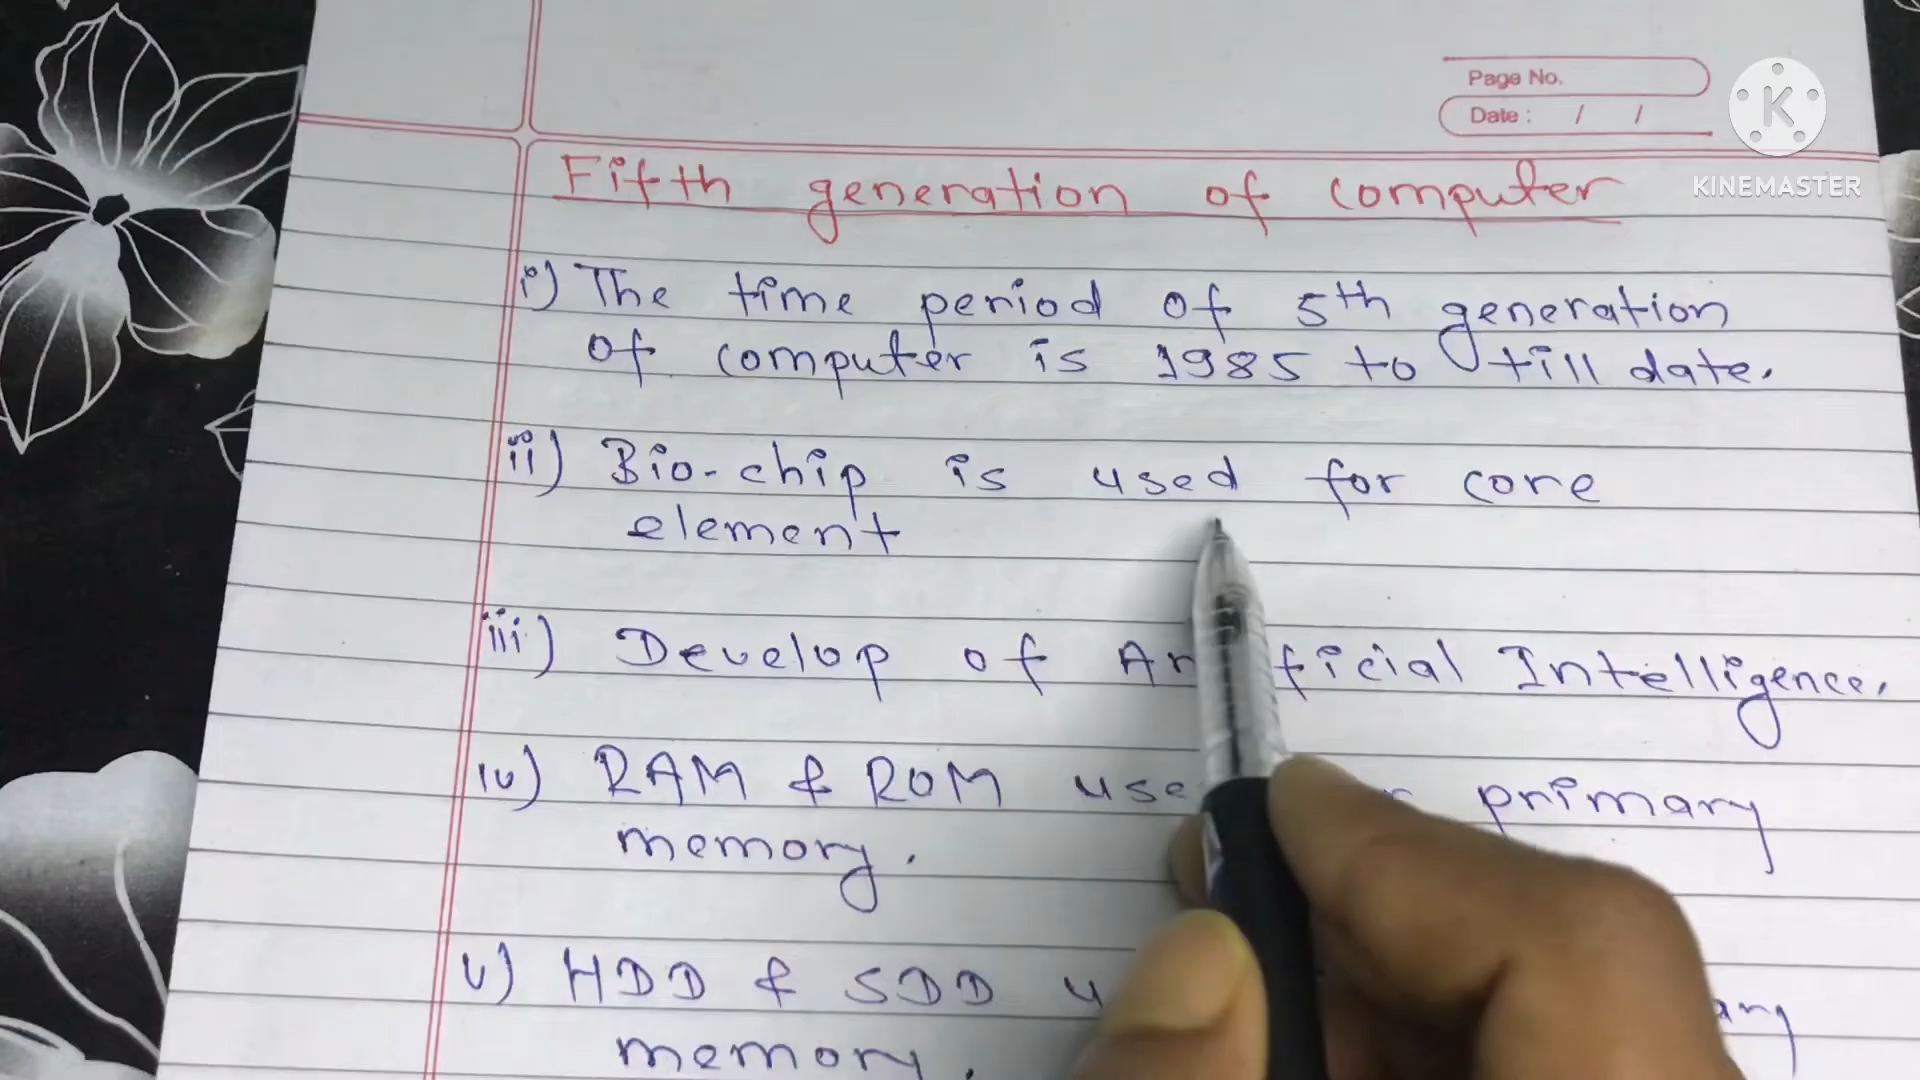 Page No.
Date : / /
KINEMASTER
Fifth generation of computer
i) The time period of 5th generation
of computer is 1985 to till date.
ii) Bio-chip is used for core
element
iii) Develop of Artificial Intelligence.
iv) RAM & ROM primary
memory.
v) HDD & SDD
memory.